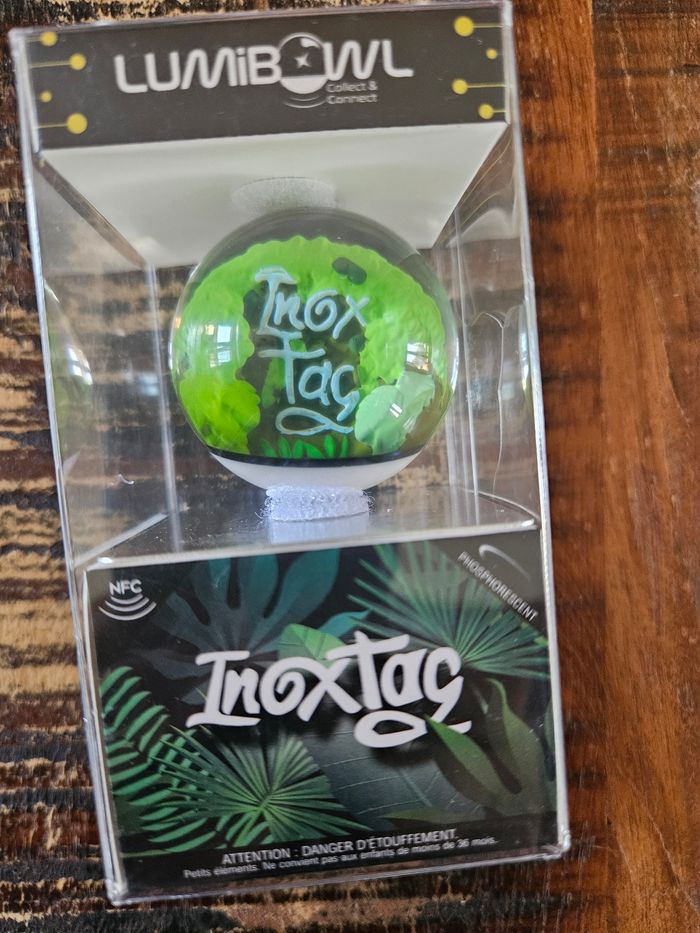 LUMiBOWL
Collect &
Connect
Inox
Tag
NFC
PHOSPHORESCENT
InoxTag
ATTENTION : DANGER D'ÉTOUFFEMENT.
Petits éléments. Ne convient pas aux enfants de moins de 36 mois.